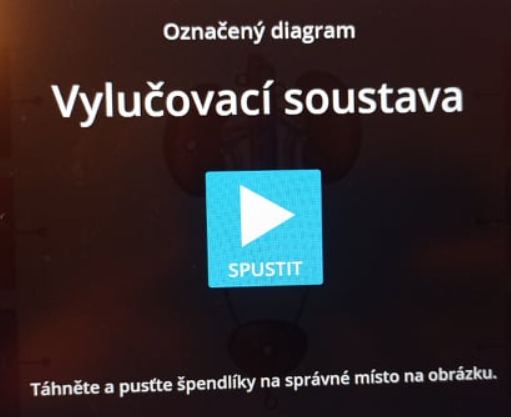 Označený diagram
Vylučovací soustava
SPUSTIT
Táhněte a pusťte špendlíky na správné místo na obrázku.